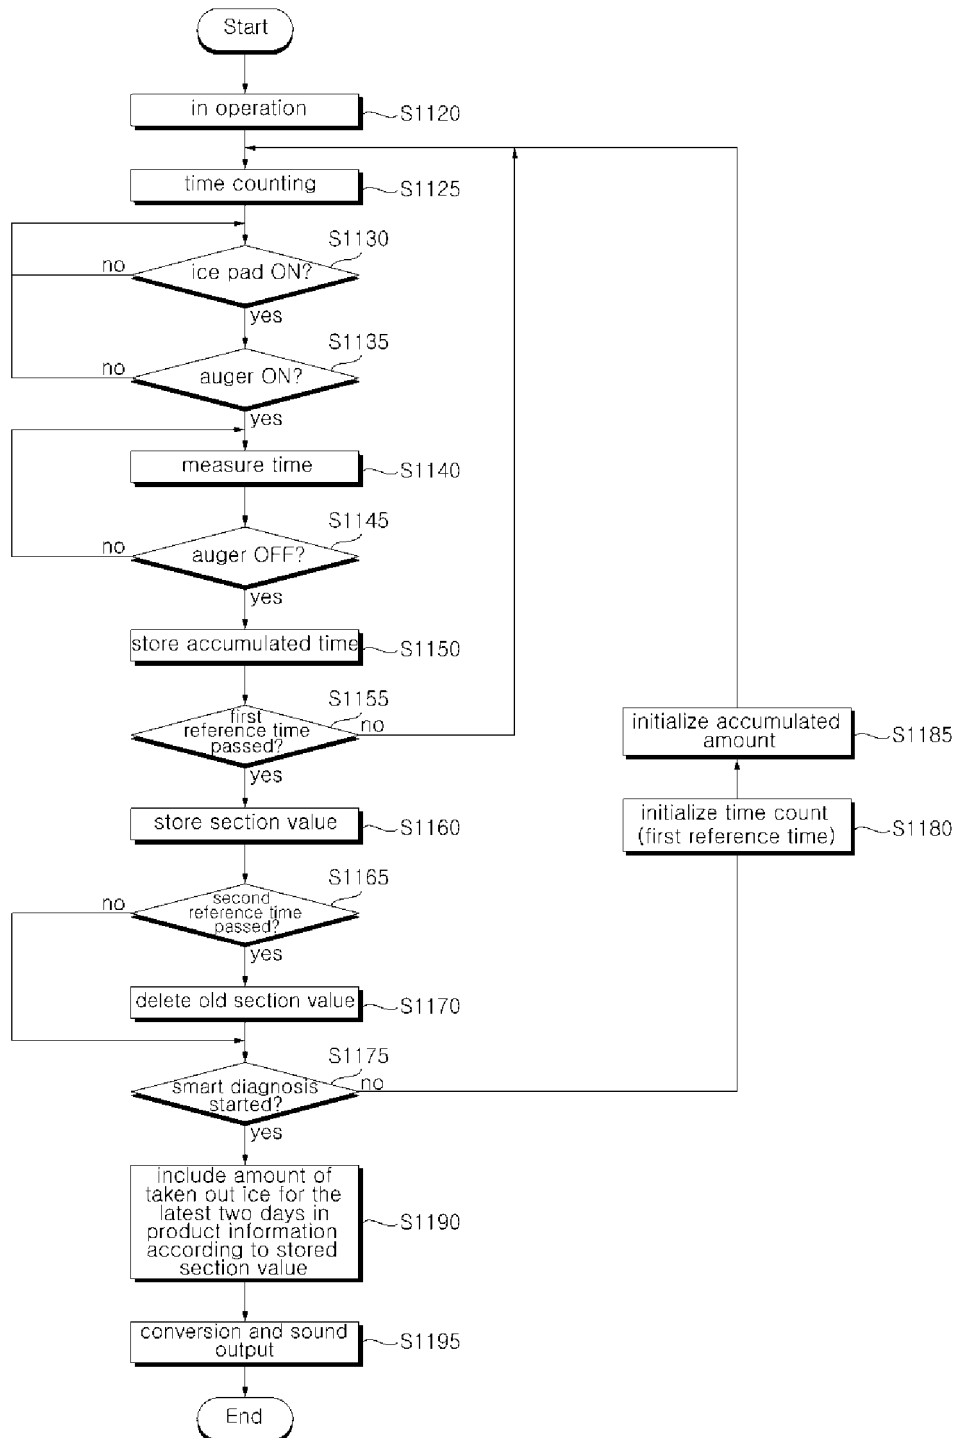 Start
in operation
S1120
time counting
S1125
S1130
no
ice pad ON?
yes
S1135
no
auger ON?
yes
measure time
S1140
S1145
no
auger OFF?
yes
store accumulated time
S1150
S1155
first
reference time
passed?
no
yes
initialize accumulated
amount
S1185
store section value
S1160
initialize time count
(first reference time)
S1180
S1165
no
second
reference time
passed?
yes
delete old section value
S1170
S1175
smart diagnosis
started?
no
yes
include amount of
taken out ice for the
latest two days in
product information
according to stored
section value
S1190
conversion and sound
output
S1195
End